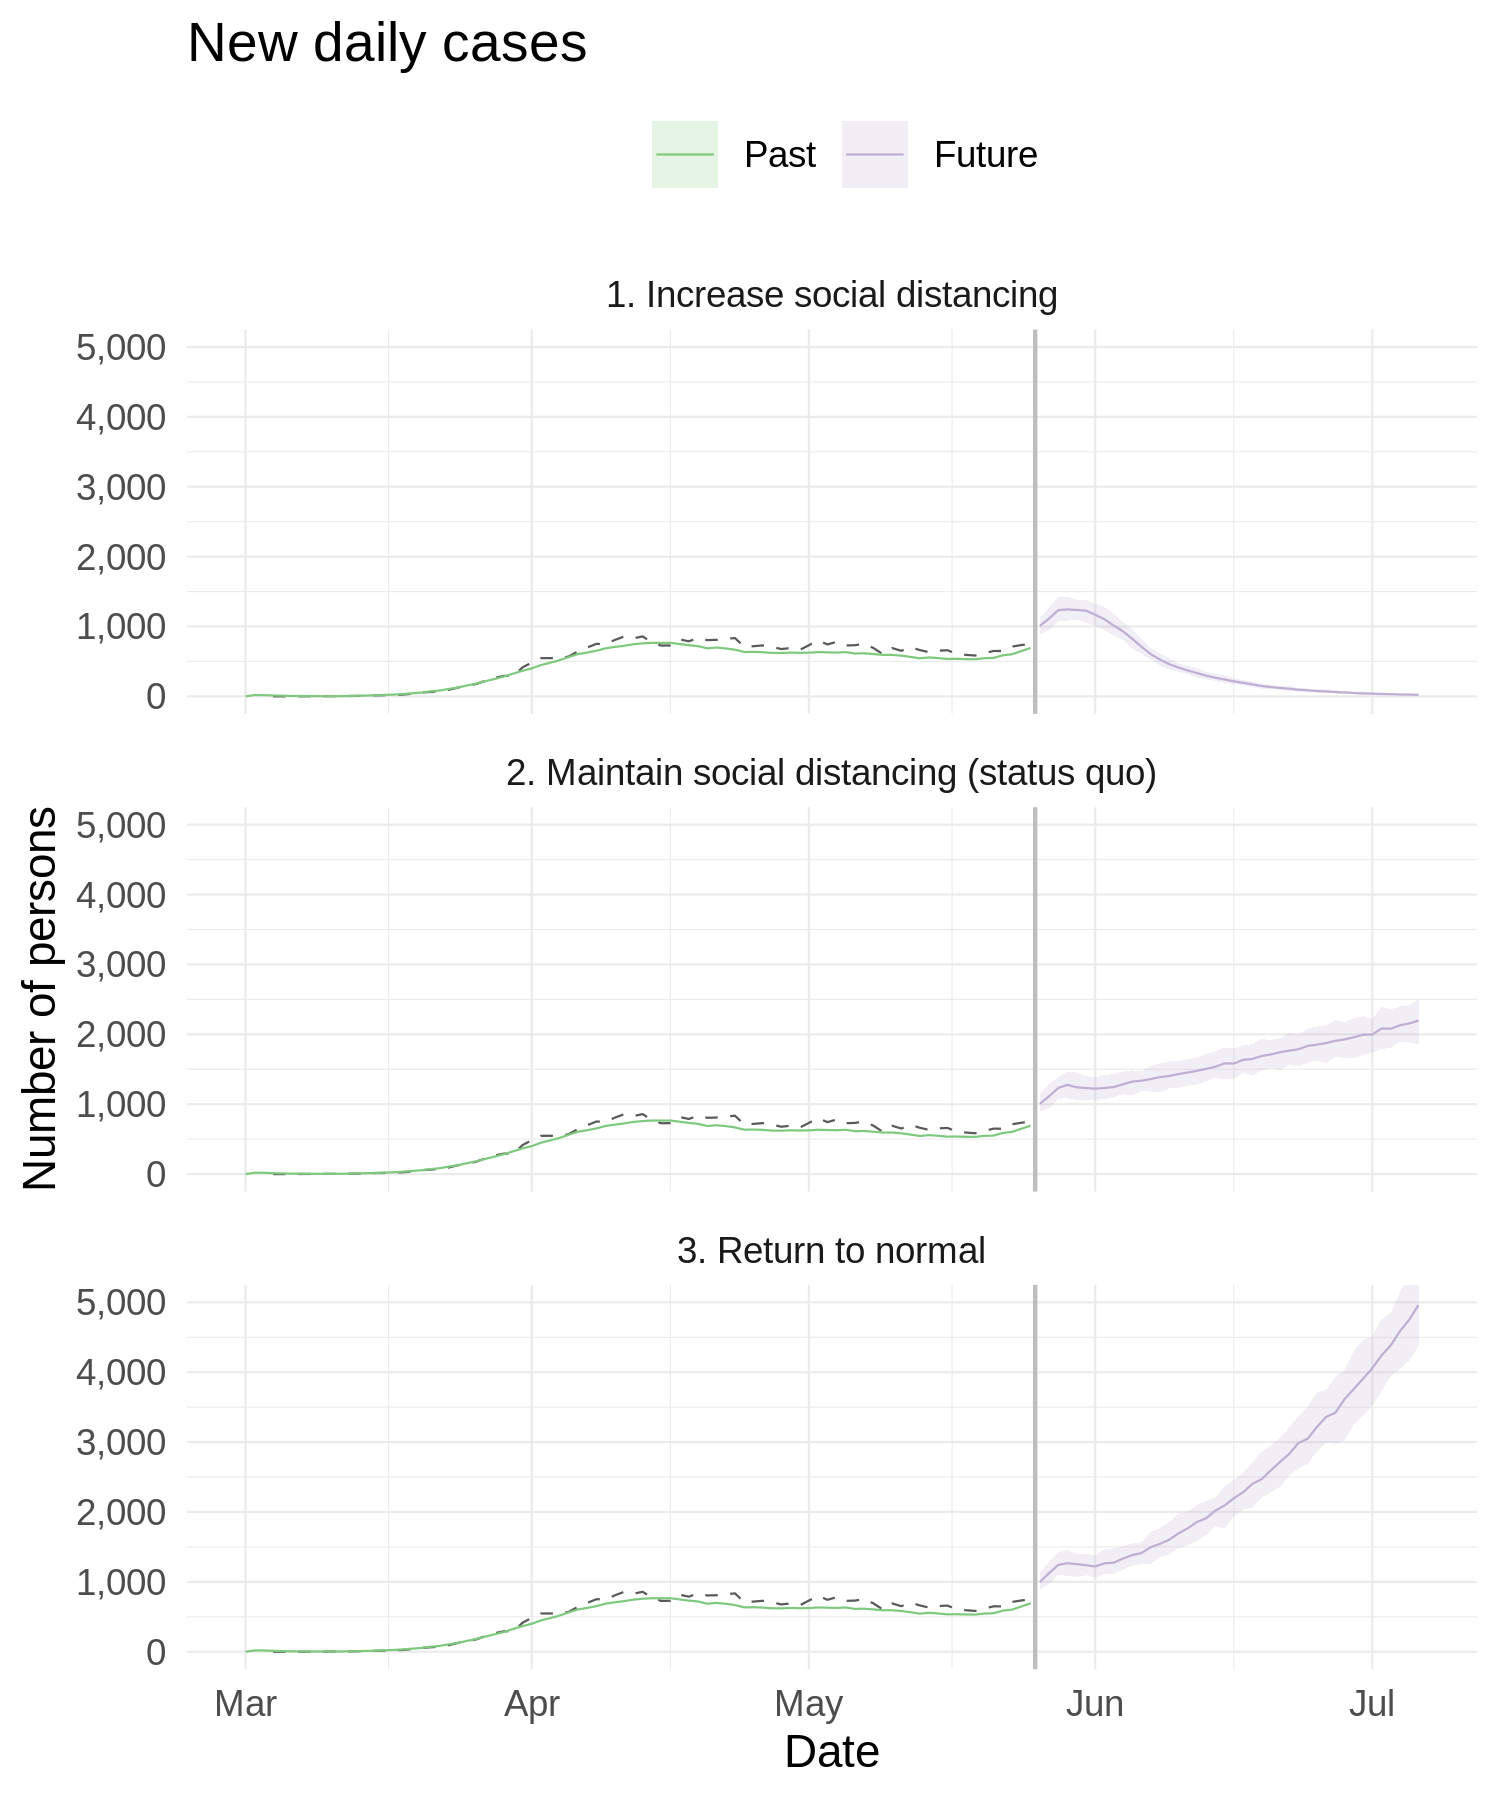 New daily cases
Past Future
1. Increase social distancing
5,000
4,000
3,000
2,000
1,000
0
2. Maintain social distancing (status quo)
Number of persons
5,000
4,000
3,000
2,000
1,000
0
3. Return to normal
5,000
4,000
3,000
2,000
1,000
0
Mar Apr May Jun Jul
Date